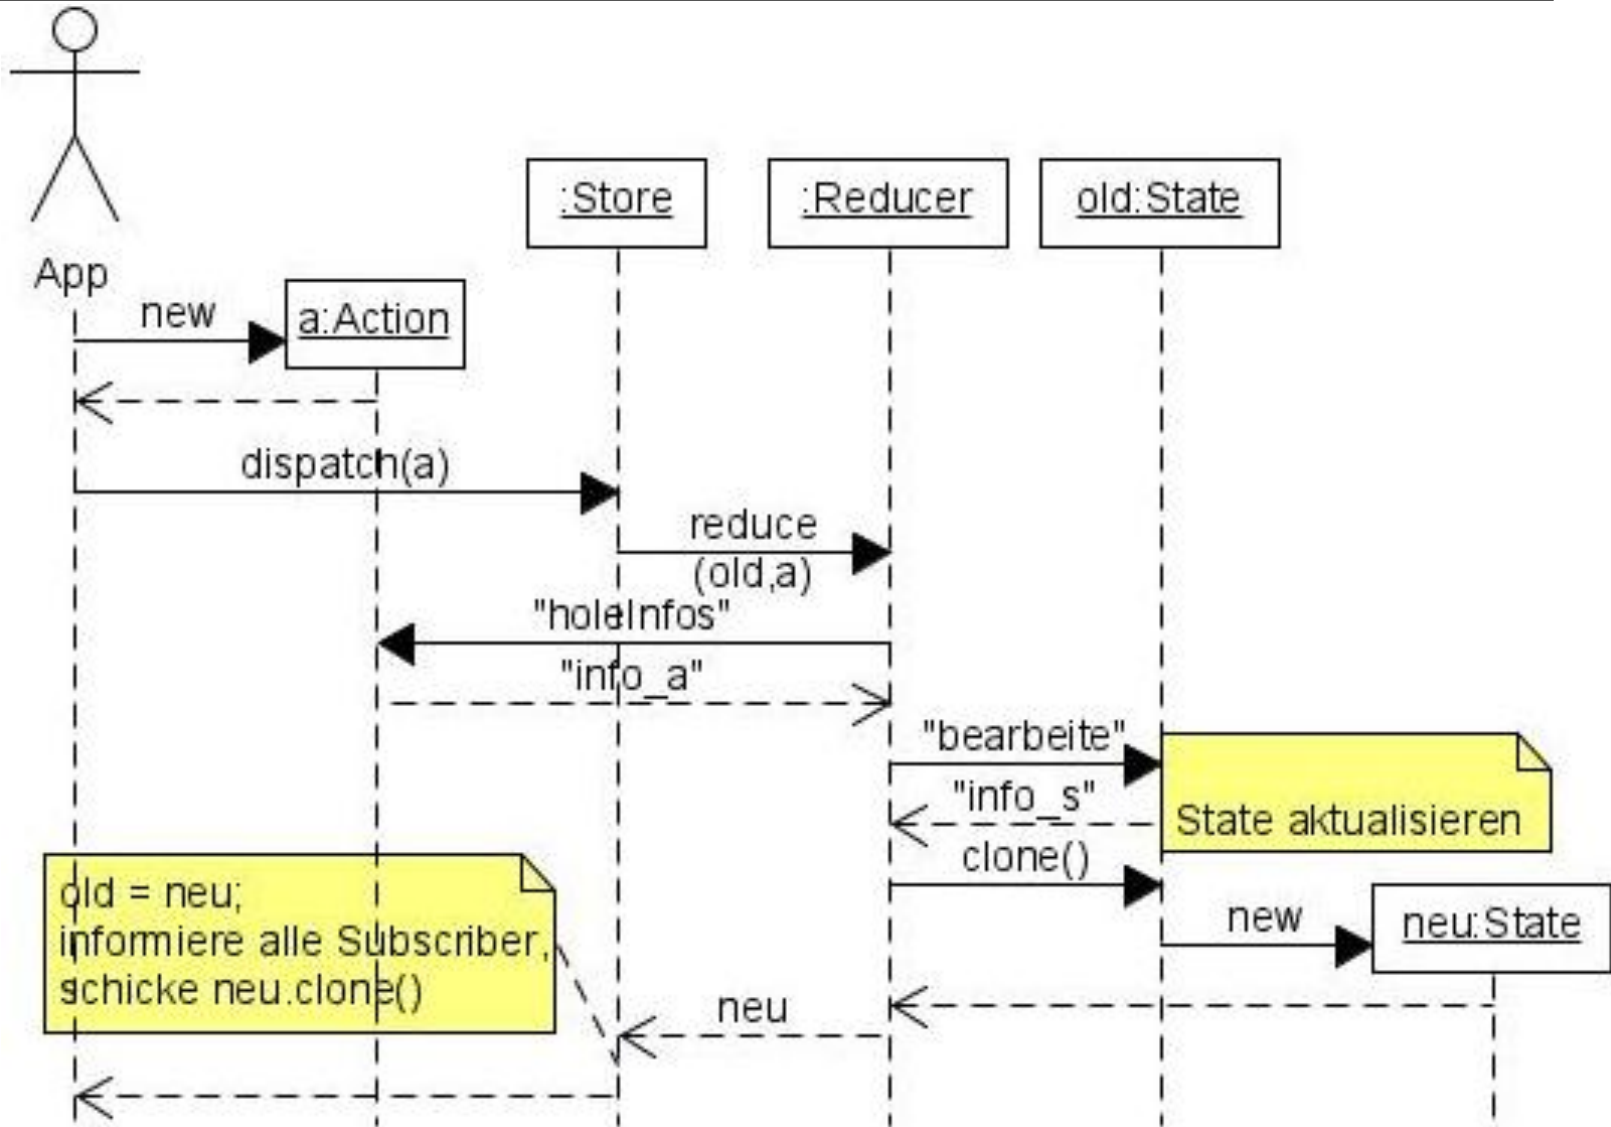 :Store
:Reducer
old:State
App
new
a:Action
dispatch(a)
reduce
(old,a)
"holeInfos"
"info_a"
"bearbeite"
"info_s"
State aktualisieren
clone()
old = neu;
informiere alle Subscriber,
schicke neu.clone()
new
neu:State
neu